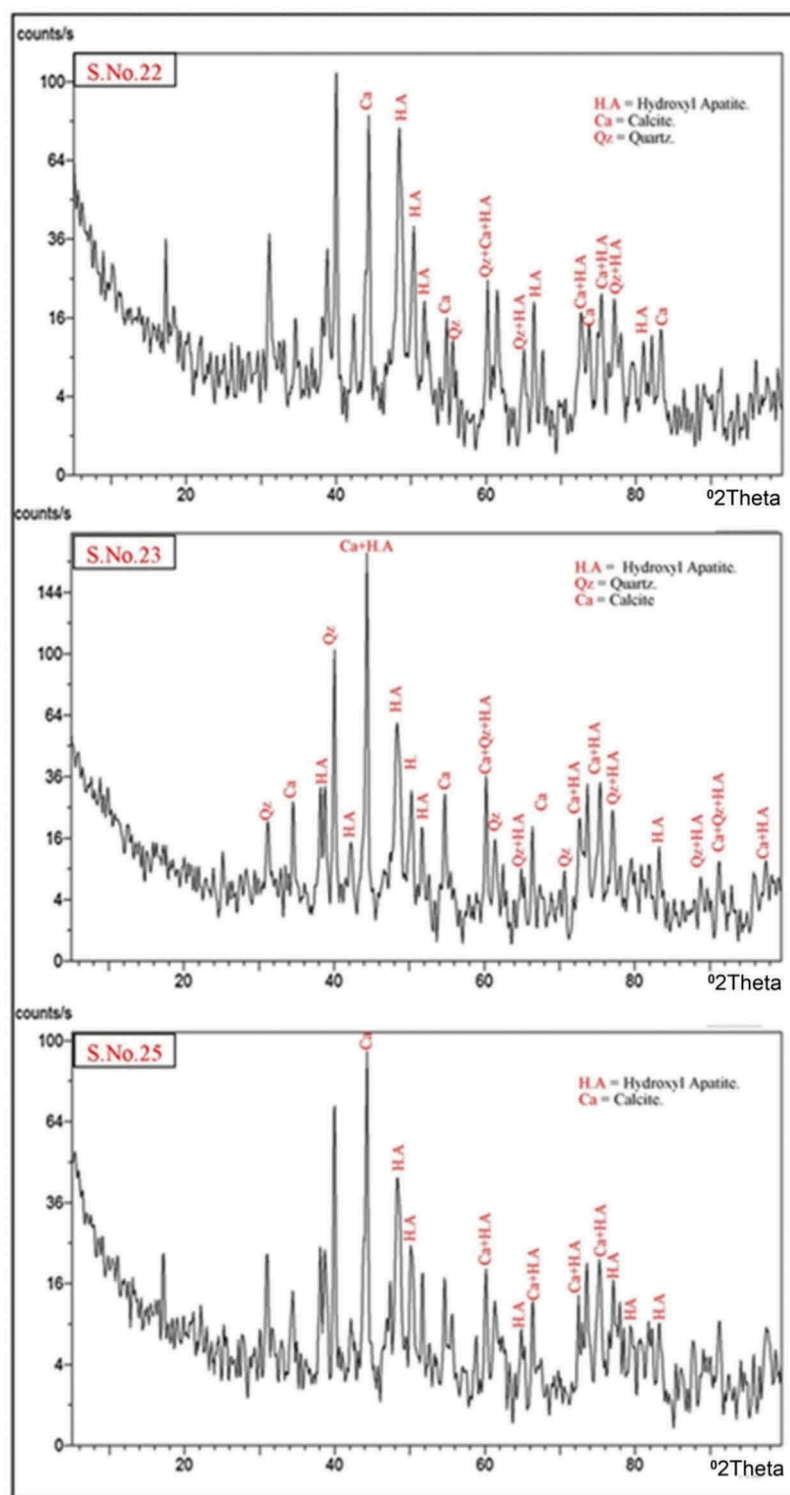 counts/s
S.No.22
100
64
36
16
4
0
H.A = Hydroxyl Apatite.
Ca = Calcite.
Qz = Quartz.
Ca
H.A
H.A
H.A
Ca
Qz
Qz+Ca+H.A
Qz+H.A
H.A
Ca+H.A
Ca
Ca+H.A
Qz+H.A
H.A
Ca
20
40
60
80
⁰2Theta
counts/s
S.No.23
144
100
64
36
16
4
0
H.A = Hydroxyl Apatite.
Qz = Quartz.
Ca = Calcite
Qz
Ca
H.A
Qz
H.A
Ca+H.A
H.A
H.
H.A
Ca
Ca+Qz+H.A
Qz
Qz+H.A
Ca
Qz
Ca+H.A
Ca+H.A
Qz+H.A
H.A
Qz+H.A
Ca+Qz+H.A
Ca+H.A
20
40
60
80
⁰2Theta
counts/s
S.No.25
100
64
36
16
4
0
H.A = Hydroxyl Apatite.
Ca = Calcite.
Ca
H.A
H.A
Ca+H.A
H.A
Ca+H.A
Ca+H.A
Ca+H.A
H.A
HA
H.A
20
40
60
80
⁰2Theta